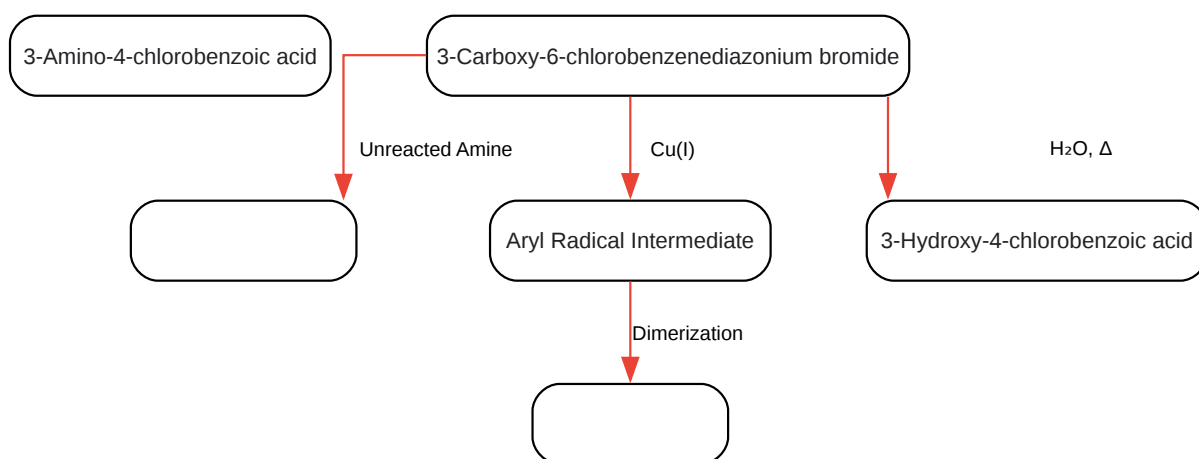 3-Amino-4-chlorobenzoic acid
3-Carboxy-6-chlorobenzenediazonium bromide
Unreacted Amine
Cu(I)
H₂O, Δ
Aryl Radical Intermediate
3-Hydroxy-4-chlorobenzoic acid
Dimerization